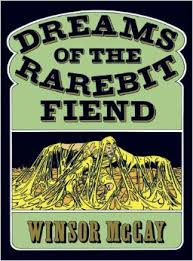 DREAMS
OF THE
RAREBIT
FIEND
WINSOR McCAY